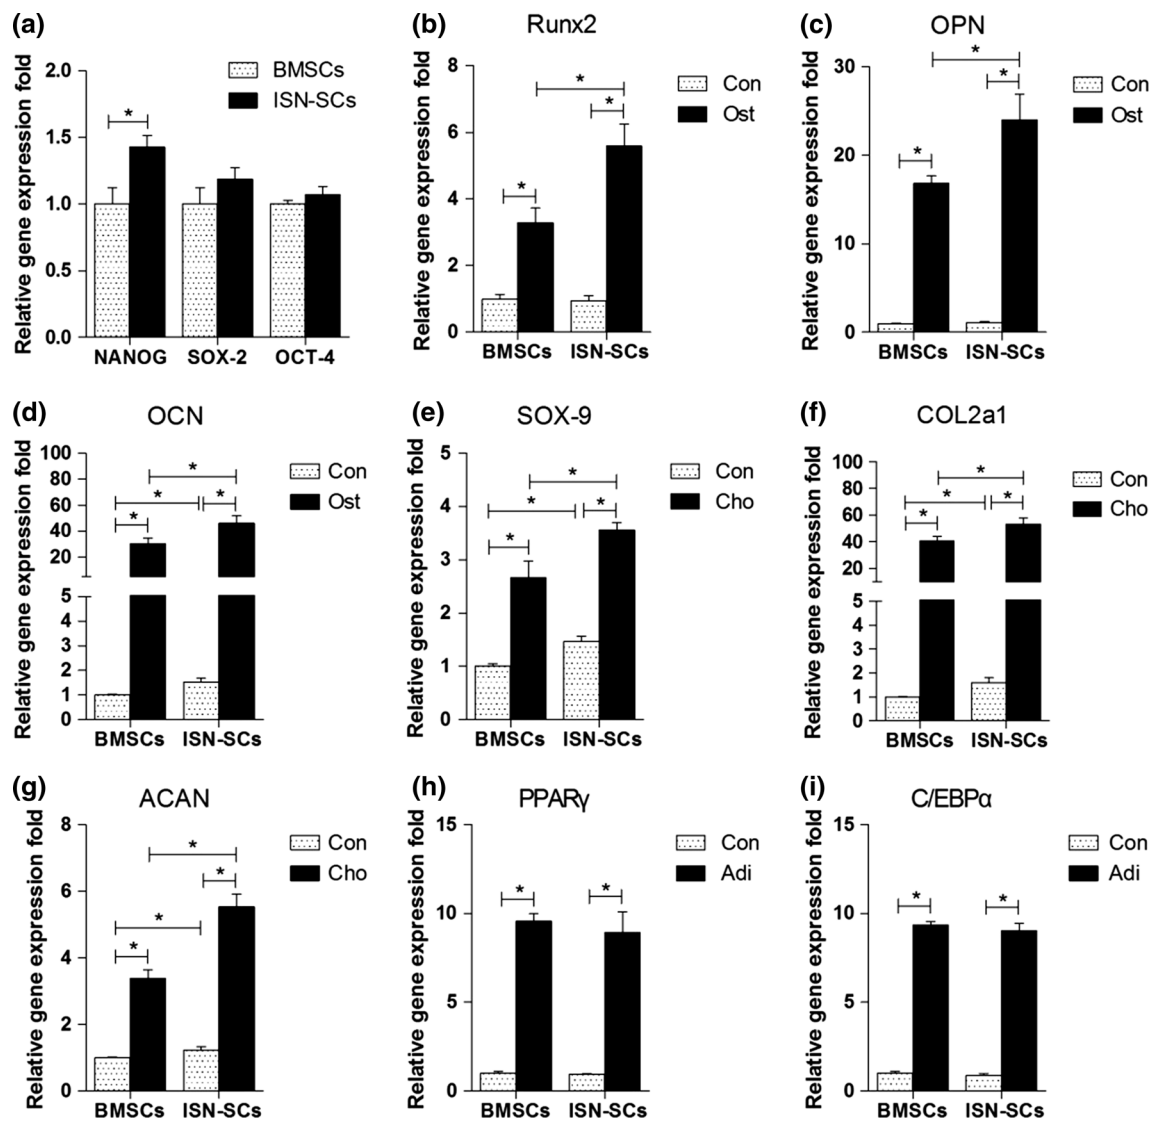 (a)
Relative gene expression fold
2.0
1.5
1.0
0.5
0.0
BMSCs
ISN-SCs
*
NANOG SOX-2 OCT-4
(b)
Runx2
Relative gene expression fold
8
6
4
2
0
Con
Ost
*
*
*
BMSCs ISN-SCs
(c)
OPN
Relative gene expression fold
30
20
10
0
Con
Ost
*
*
*
BMSCs ISN-SCs
(d)
OCN
Relative gene expression fold
100
80
60
40
20
5
4
3
2
1
0
Con
Ost
*
*
*
*
BMSCs ISN-SCs
(e)
SOX-9
Relative gene expression fold
5
4
3
2
1
0
Con
Cho
*
*
*
*
BMSCs ISN-SCs
(f)
COL2a1
Relative gene expression fold
100
80
60
40
20
5
4
3
2
1
0
Con
Cho
*
*
*
*
BMSCs ISN-SCs
(g)
ACAN
Relative gene expression fold
8
6
4
2
0
Con
Cho
*
*
*
*
BMSCs ISN-SCs
(h)
PPARγ
Relative gene expression fold
15
10
5
0
Con
Adi
*
*
BMSCs ISN-SCs
(i)
C/EBPα
Relative gene expression fold
15
10
5
0
Con
Adi
*
*
BMSCs ISN-SCs